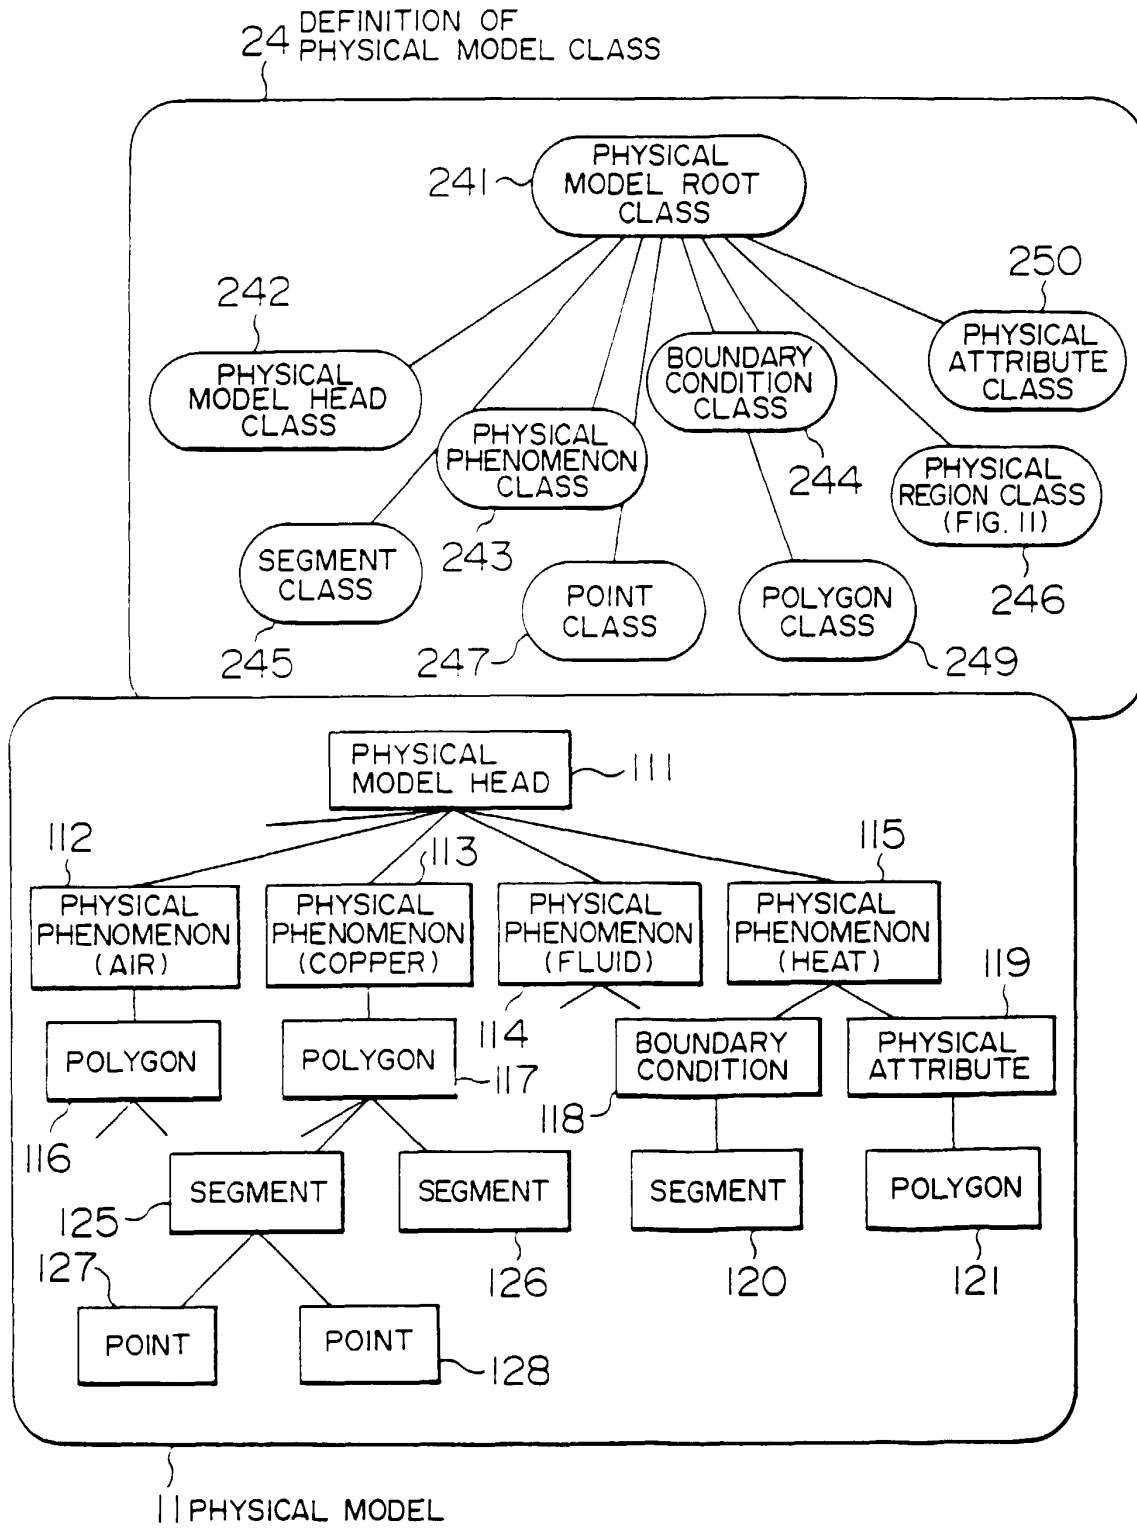 24 DEFINITION OF
PHYSICAL MODEL CLASS
241
PHYSICAL
MODEL ROOT
CLASS
242
PHYSICAL
MODEL HEAD
CLASS
250
PHYSICAL
ATTRIBUTE
CLASS
BOUNDARY
CONDITION
CLASS
244
PHYSICAL
PHENOMENON
CLASS
243
PHYSICAL
REGION CLASS
(FIG. 11)
246
SEGMENT
CLASS
245
POINT
CLASS
247
POLYGON
CLASS
249
PHYSICAL
MODEL HEAD
111
112
113
115
PHYSICAL
PHENOMENON
(AIR)
PHYSICAL
PHENOMENON
(COPPER)
PHYSICAL
PHENOMENON
(FLUID)
PHYSICAL
PHENOMENON
(HEAT)
114
119
POLYGON
116
POLYGON
117
BOUNDARY
CONDITION
118
PHYSICAL
ATTRIBUTE
SEGMENT
125
SEGMENT
126
SEGMENT
120
POLYGON
121
127
POINT
POINT
128
11 PHYSICAL MODEL